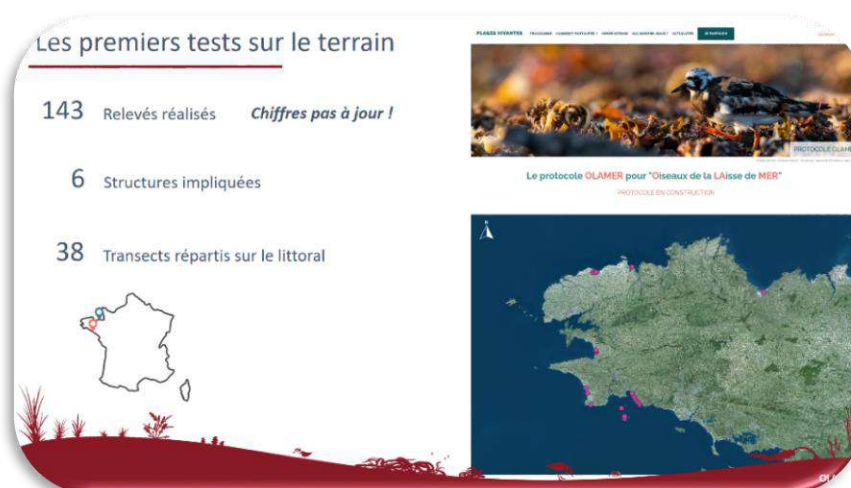 Les premiers tests sur le terrain
143 Relevés réalisés Chiffres pas à jour !
6 Structures impliquées
38 Transects répartis sur le littoral
PLAGES VIVANTES
PROTOCOLE OLAME
Le protocole OLAMER pour "Oiseaux de la LAisse de MER"
PROTOCOLE EN CONSTRUCTION